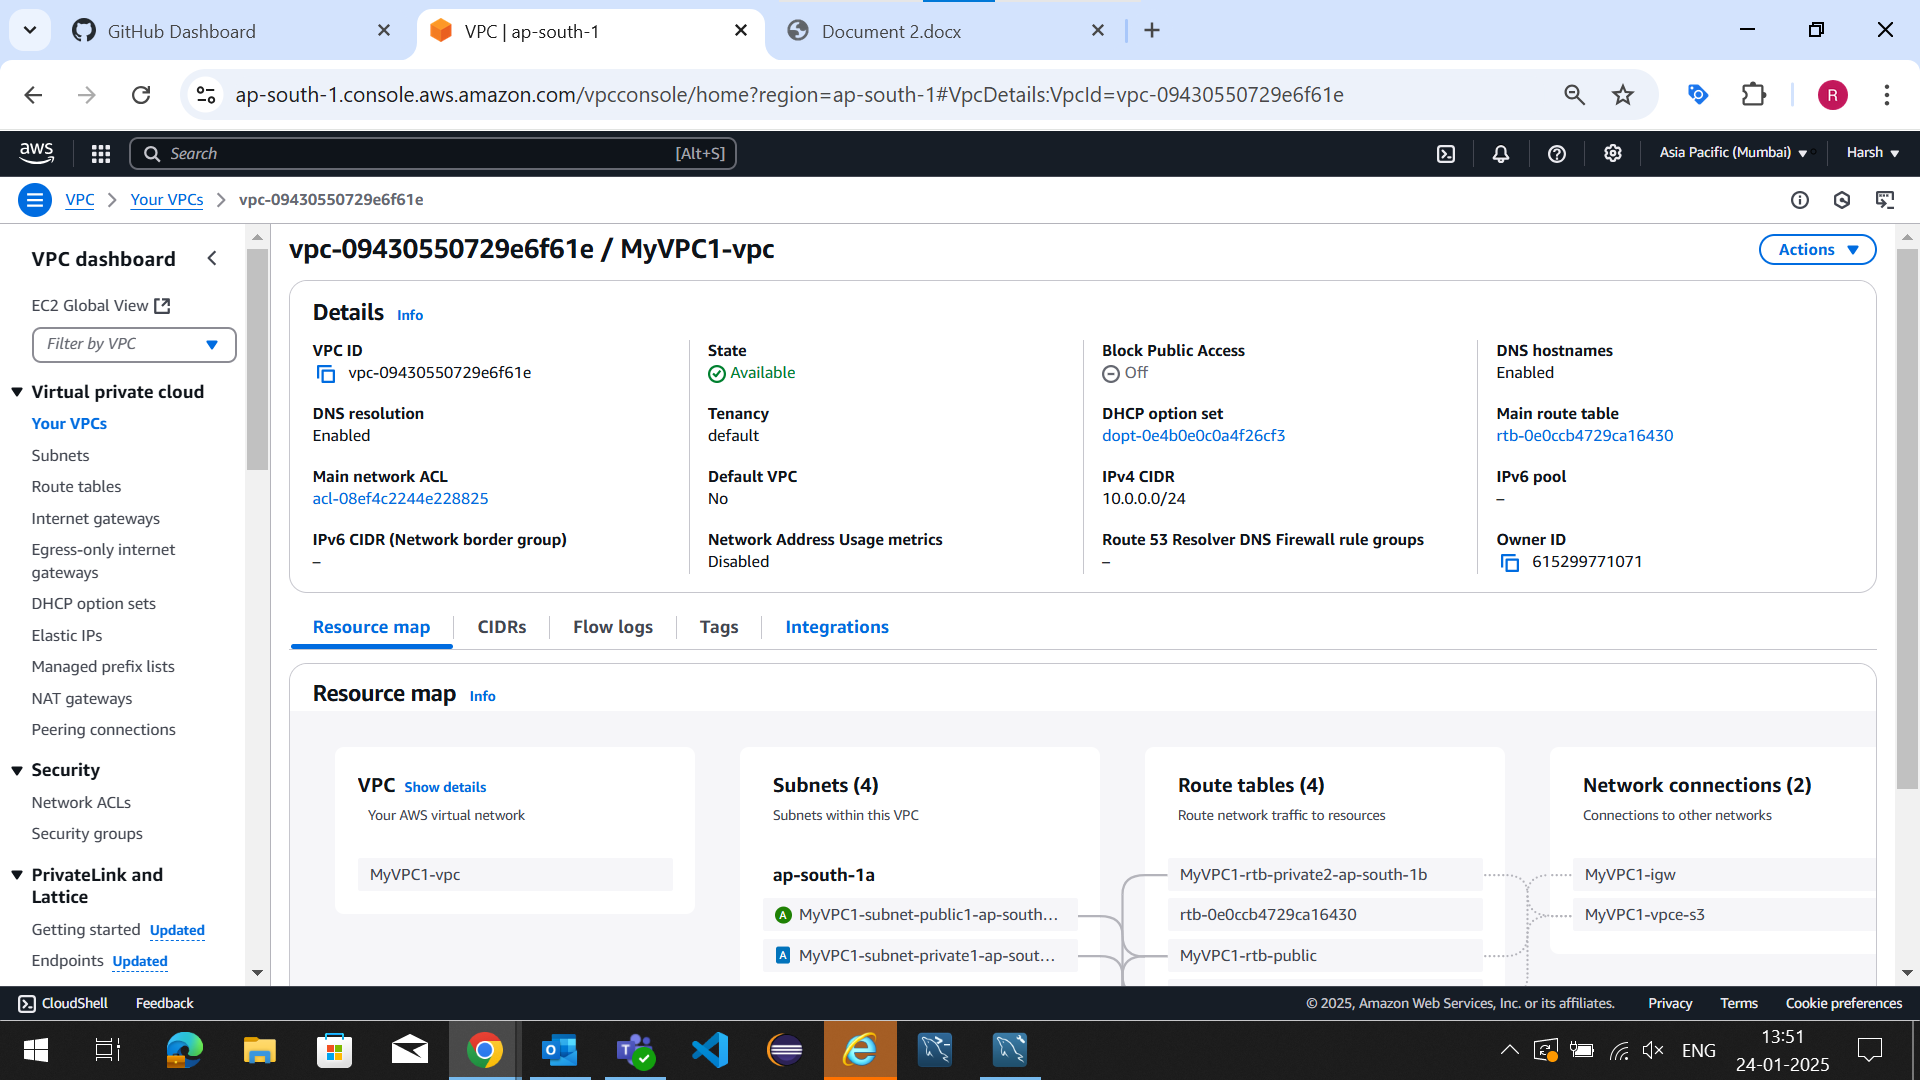 GitHub Dashboard
VPC | ap-south-1
Document 2.docx
ap-south-1.console.aws.amazon.com/vpcconsole/home?region=ap-south-1#VpcDetails:VpcId=vpc-09430550729e6f61e
R
aws
Search
[Alt+S]
Asia Pacific (Mumbai)
Harsh
VPC
Your VPCs
vpc-09430550729e6f61e
VPC dashboard
EC2 Global View
Filter by VPC
Virtual private cloud
Your VPCs
Subnets
Route tables
Internet gateways
Egress-only internet
gateways
DHCP option sets
Elastic IPs
Managed prefix lists
NAT gateways
Peering connections
Security
Network ACLs
Security groups
PrivateLink and
Lattice
Getting started Updated
Endpoints Updated
vpc-09430550729e6f61e / MyVPC1-vpc
Actions
Details Info
VPC ID
vpc-09430550729e6f61e
State
Available
Block Public Access
Off
DNS hostnames
Enabled
DNS resolution
Enabled
Tenancy
default
DHCP option set
dopt-0e4b0e0c0a4f26cf3
Main route table
rtb-0e0ccb4729ca16430
Main network ACL
acl-08ef4c2244e228825
Default VPC
No
IPv4 CIDR
10.0.0.0/24
IPv6 pool
–
IPv6 CIDR (Network border group)
–
Network Address Usage metrics
Disabled
Route 53 Resolver DNS Firewall rule groups
–
Owner ID
615299771071
Resource map
CIDRs
Flow logs
Tags
Integrations
Resource map Info
VPC Show details
Your AWS virtual network
MyVPC1-vpc
Subnets (4)
Subnets within this VPC
ap-south-1a
A MyVPC1-subnet-public1-ap-south...
A MyVPC1-subnet-private1-ap-sout...
Route tables (4)
Route network traffic to resources
MyVPC1-rtb-private2-ap-south-1b
rtb-0e0ccb4729ca16430
MyVPC1-rtb-public
Network connections (2)
Connections to other networks
MyVPC1-igw
MyVPC1-vpce-s3
CloudShell
Feedback
© 2025, Amazon Web Services, Inc. or its affiliates.
Privacy
Terms
Cookie preferences
ENG
13:51
24-01-2025